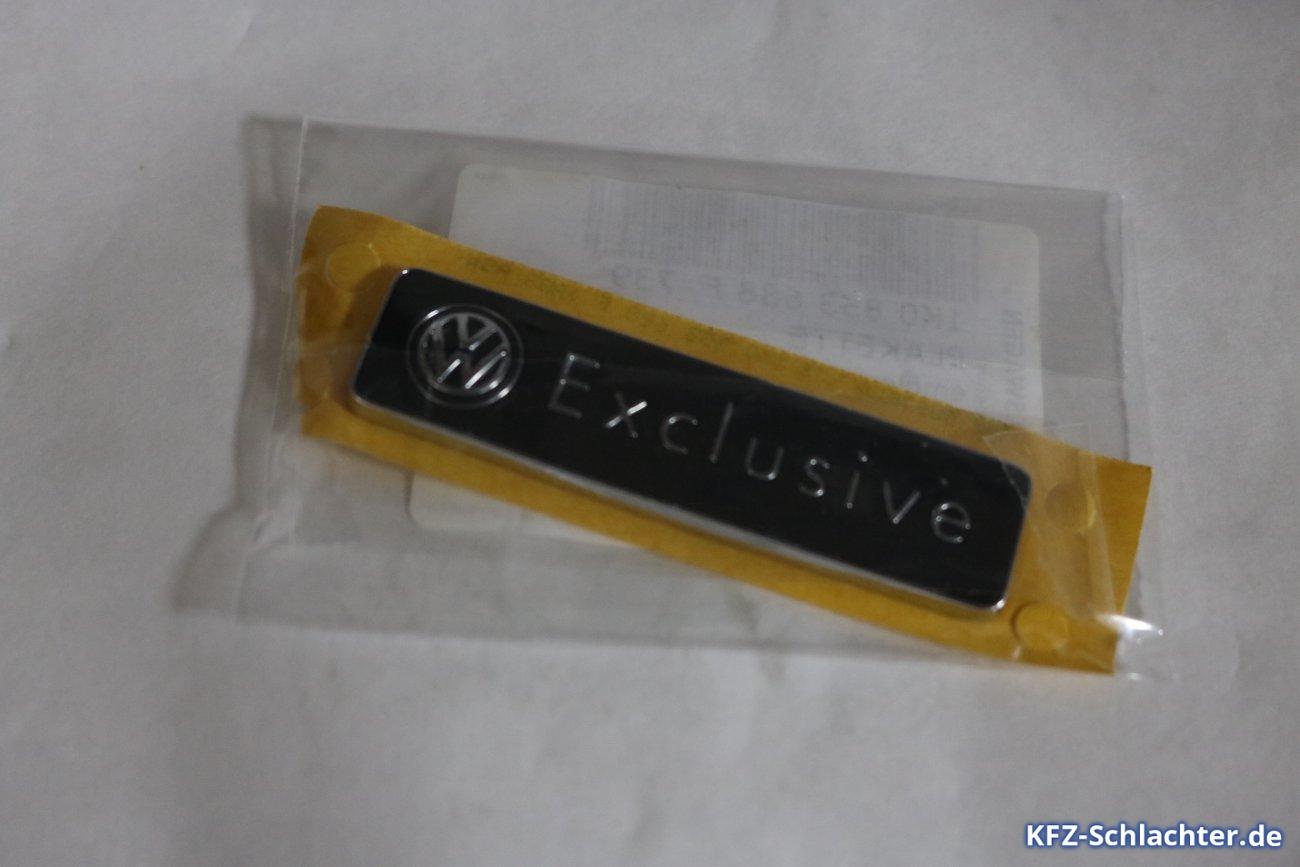 1K0 853 688 F 739
PLAKETTE
Exclusive
KFZ-Schlachter.de